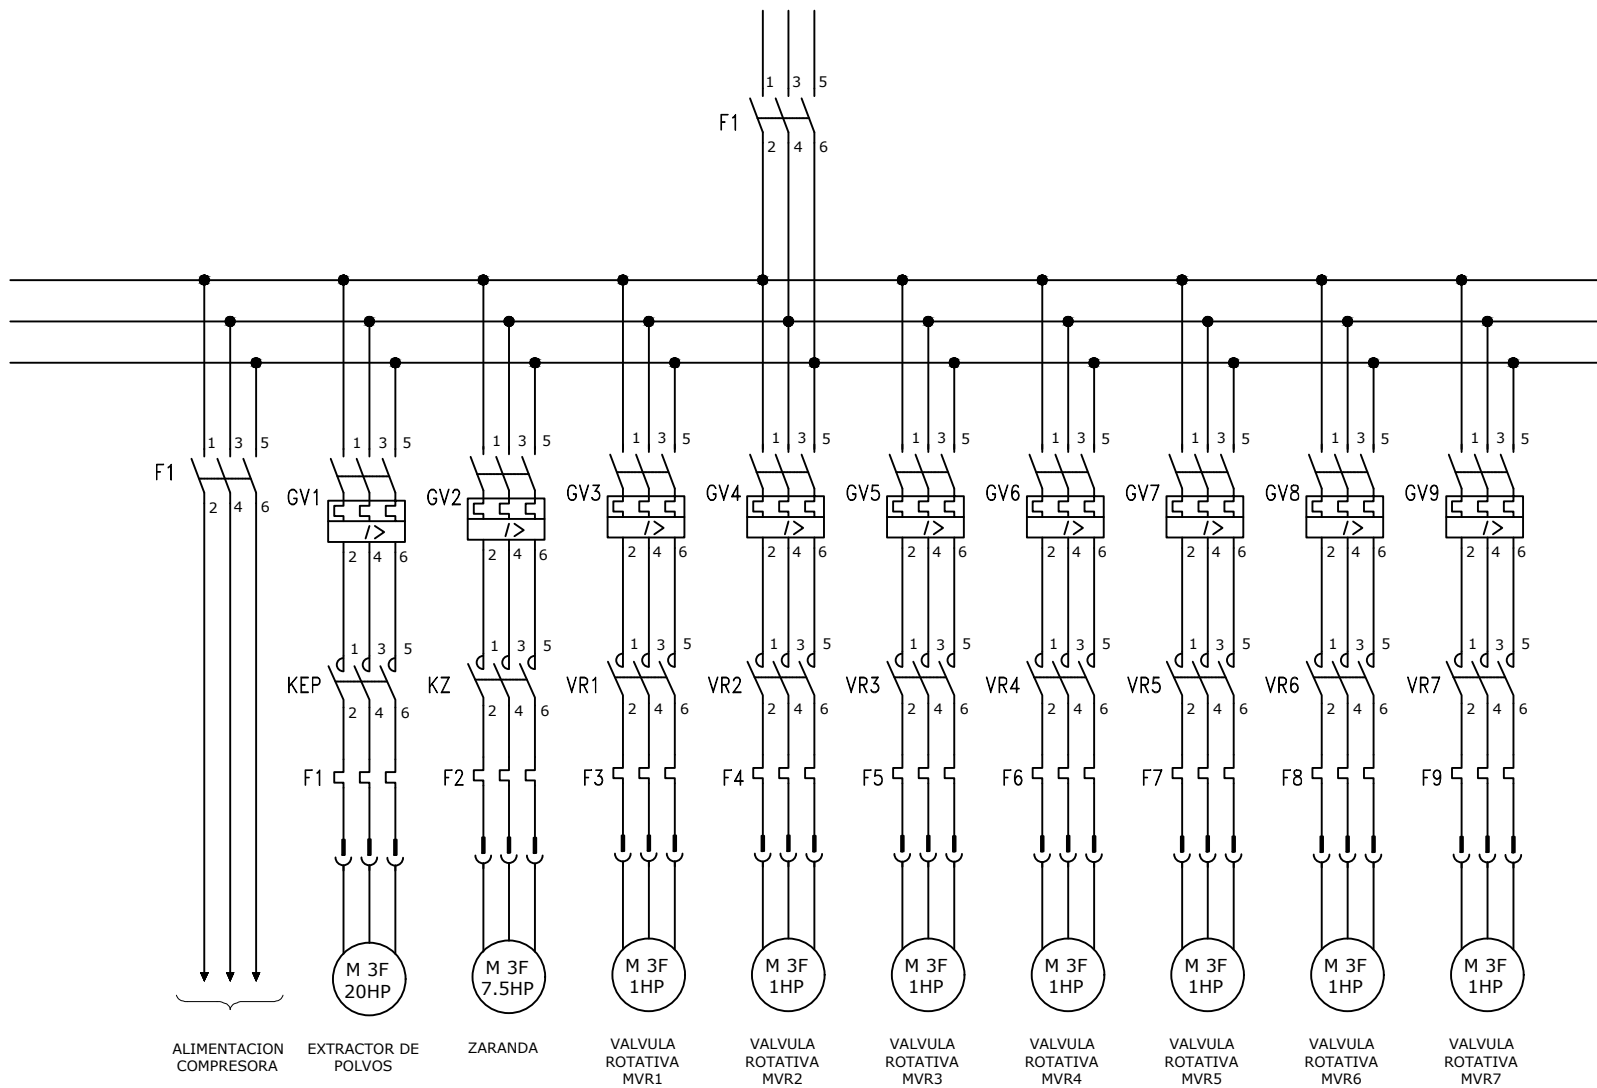 1 3 5
F1
2 4 6
1 3 5 1 3 5 1 3 5 1 3 5 1 3 5 1 3 5 1 3 5 1 3 5 1 3 5 1 3 5
F1 GV1 GV2 GV3 GV4 GV5 GV6 GV7 GV8 GV9
2 4 6
I> I> I> I> I> I> I> I> I>
2 4 6 2 4 6 2 4 6 2 4 6 2 4 6 2 4 6 2 4 6 2 4 6 2 4 6
1 3 5 1 3 5 1 3 5 1 3 5 1 3 5 1 3 5 1 3 5 1 3 5 1 3 5
KEP KZ VR1 VR2 VR3 VR4 VR5 VR6 VR7
2 4 6 2 4 6 2 4 6 2 4 6 2 4 6 2 4 6 2 4 6 2 4 6 2 4 6
F1 F2 F3 F4 F5 F6 F7 F8 F9
M 3F
20HP
M 3F
7.5HP
M 3F
1HP
M 3F
1HP
M 3F
1HP
M 3F
1HP
M 3F
1HP
M 3F
1HP
M 3F
1HP
ALIMENTACION
COMPRESORA
EXTRACTOR DE
POLVOS
ZARANDA
VALVULA
ROTATIVA
MVR1
VALVULA
ROTATIVA
MVR2
VALVULA
ROTATIVA
MVR3
VALVULA
ROTATIVA
MVR4
VALVULA
ROTATIVA
MVR5
VALVULA
ROTATIVA
MVR6
VALVULA
ROTATIVA
MVR7